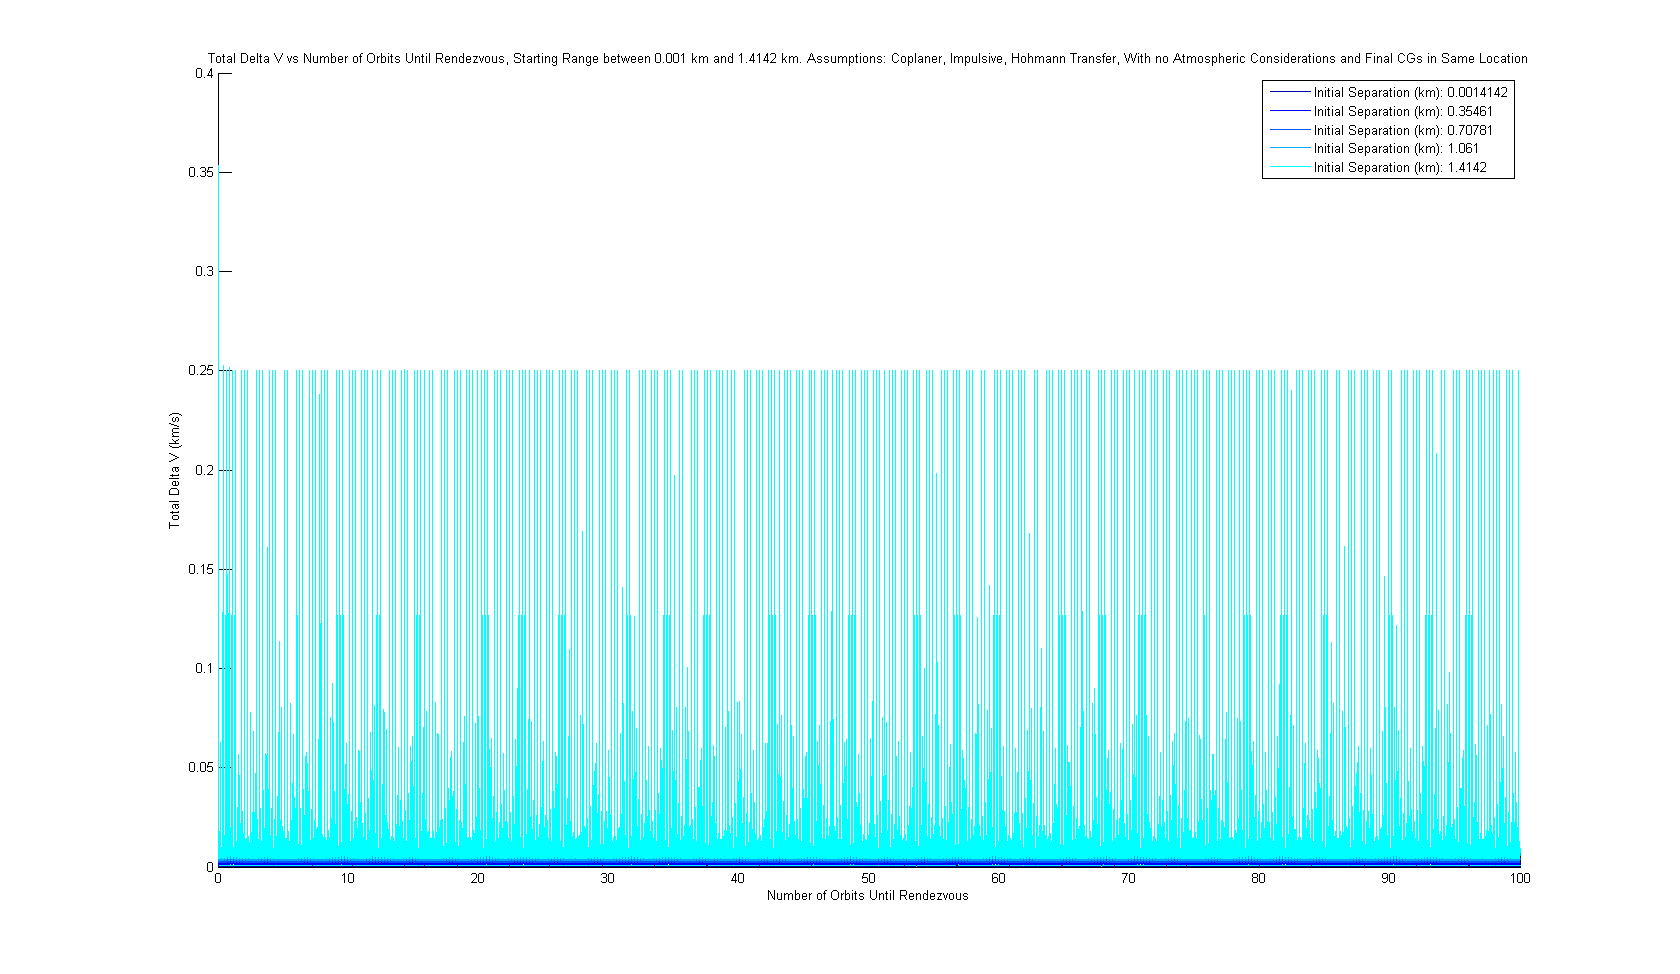 Total Delta V vs Number of Orbits Until Rendezvous, Starting Range between 0.001 km and 1.4142 km. Assumptions: Coplaner, Impulsive, Hohmann Transfer, With no Atmospheric Considerations and Final CGs in Same Location
Initial Separation (km): 0.0014142
Initial Separation (km): 0.35461
Initial Separation (km): 0.70781
Initial Separation (km): 1.061
Initial Separation (km): 1.4142
Total Delta V (km/s)
0.4
0.35
0.3
0.25
0.2
0.15
0.1
0.05
0
0 10 20 30 40 50 60 70 80 90 100
Number of Orbits Until Rendezvous